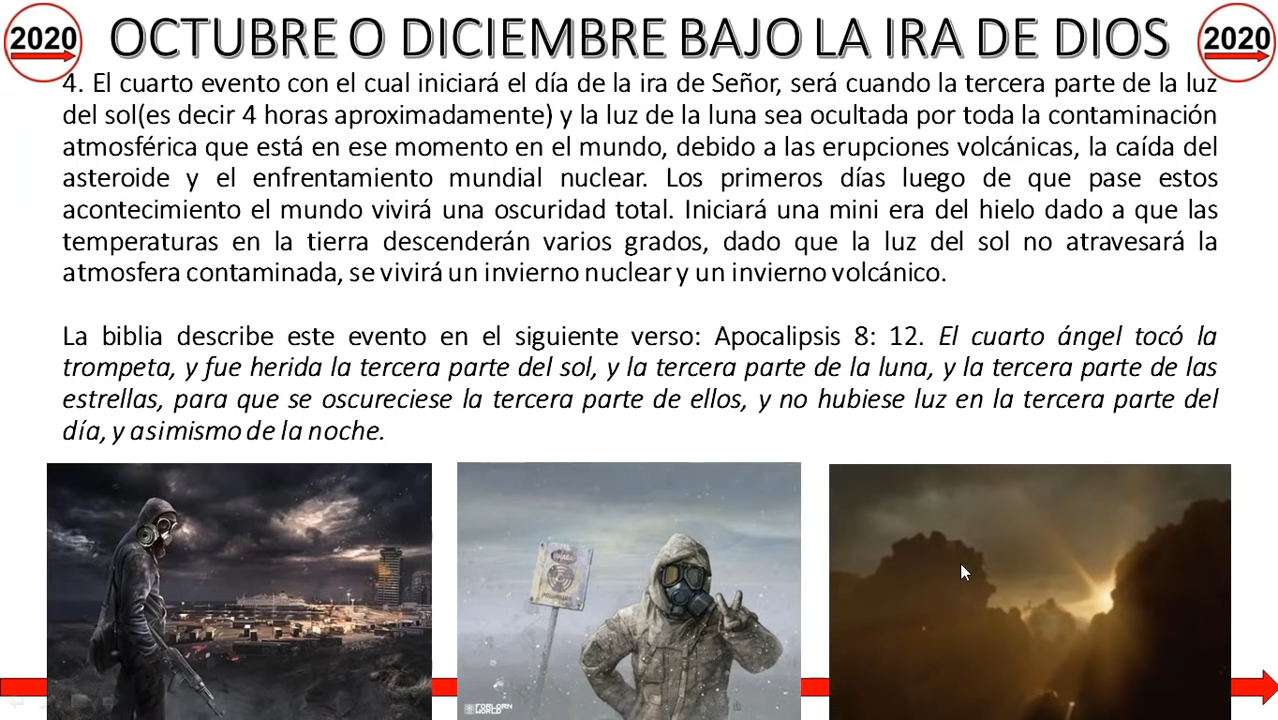 2020
OCTUBRE O DICIEMBRE BAJO LA IRA DE DIOS
2020
4. El cuarto evento con el cual iniciará el día de la ira de Señor, será cuando la tercera parte de la luz
del sol(es decir 4 horas aproximadamente) y la luz de la luna sea ocultada por toda la contaminación
atmosférica que está en ese momento en el mundo, debido a las erupciones volcánicas, la caída del
asteroide y el enfrentamiento mundial nuclear. Los primeros días luego de que pase estos
acontecimiento el mundo vivirá una oscuridad total. Iniciará una mini era del hielo dado a que las
temperaturas en la tierra descenderán varios grados, dado que la luz del sol no atravesará la
atmosfera contaminada, se vivirá un invierno nuclear y un invierno volcánico.
La biblia describe este evento en el siguiente verso: Apocalipsis 8: 12. El cuarto ángel tocó la
trompeta, y fue herida la tercera parte del sol, y la tercera parte de la luna, y la tercera parte de las
estrellas, para que se oscureciese la tercera parte de ellos, y no hubiese luz en la tercera parte del
día, y asimismo de la noche.
FORLORN
WORLD